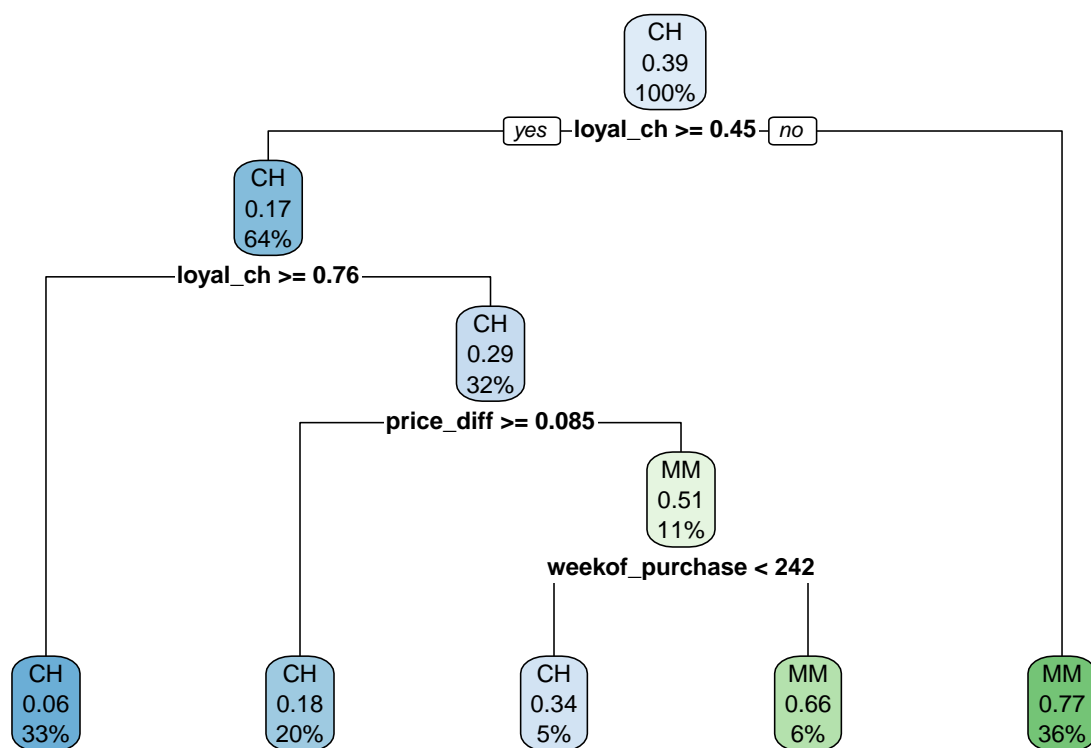 CH
0.39
100%
yes loyal_ch >= 0.45 no
CH
0.17
64%
loyal_ch >= 0.76
CH
0.29
32%
price_diff >= 0.085
MM
0.51
11%
weekof_purchase < 242
CH
0.06
33%
CH
0.18
20%
CH
0.34
5%
MM
0.66
6%
MM
0.77
36%